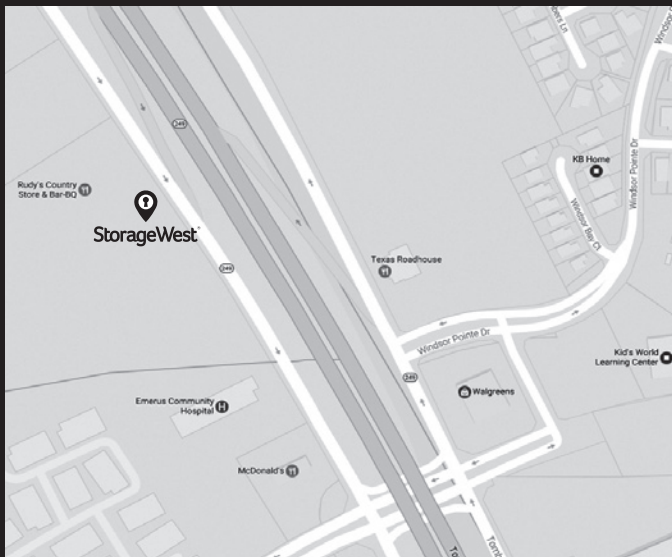 Windsor
249
KB Home
Windsor Pointe Dr
Rudy's Country
Store & Bar-BQ
StorageWest
Windsor Bay Ct
249
Texas Roadhouse
Windsor Pointe Dr
Kid's World
Learning Center
249
Walgreens
Emerus Community
Hospital
H
McDonald's